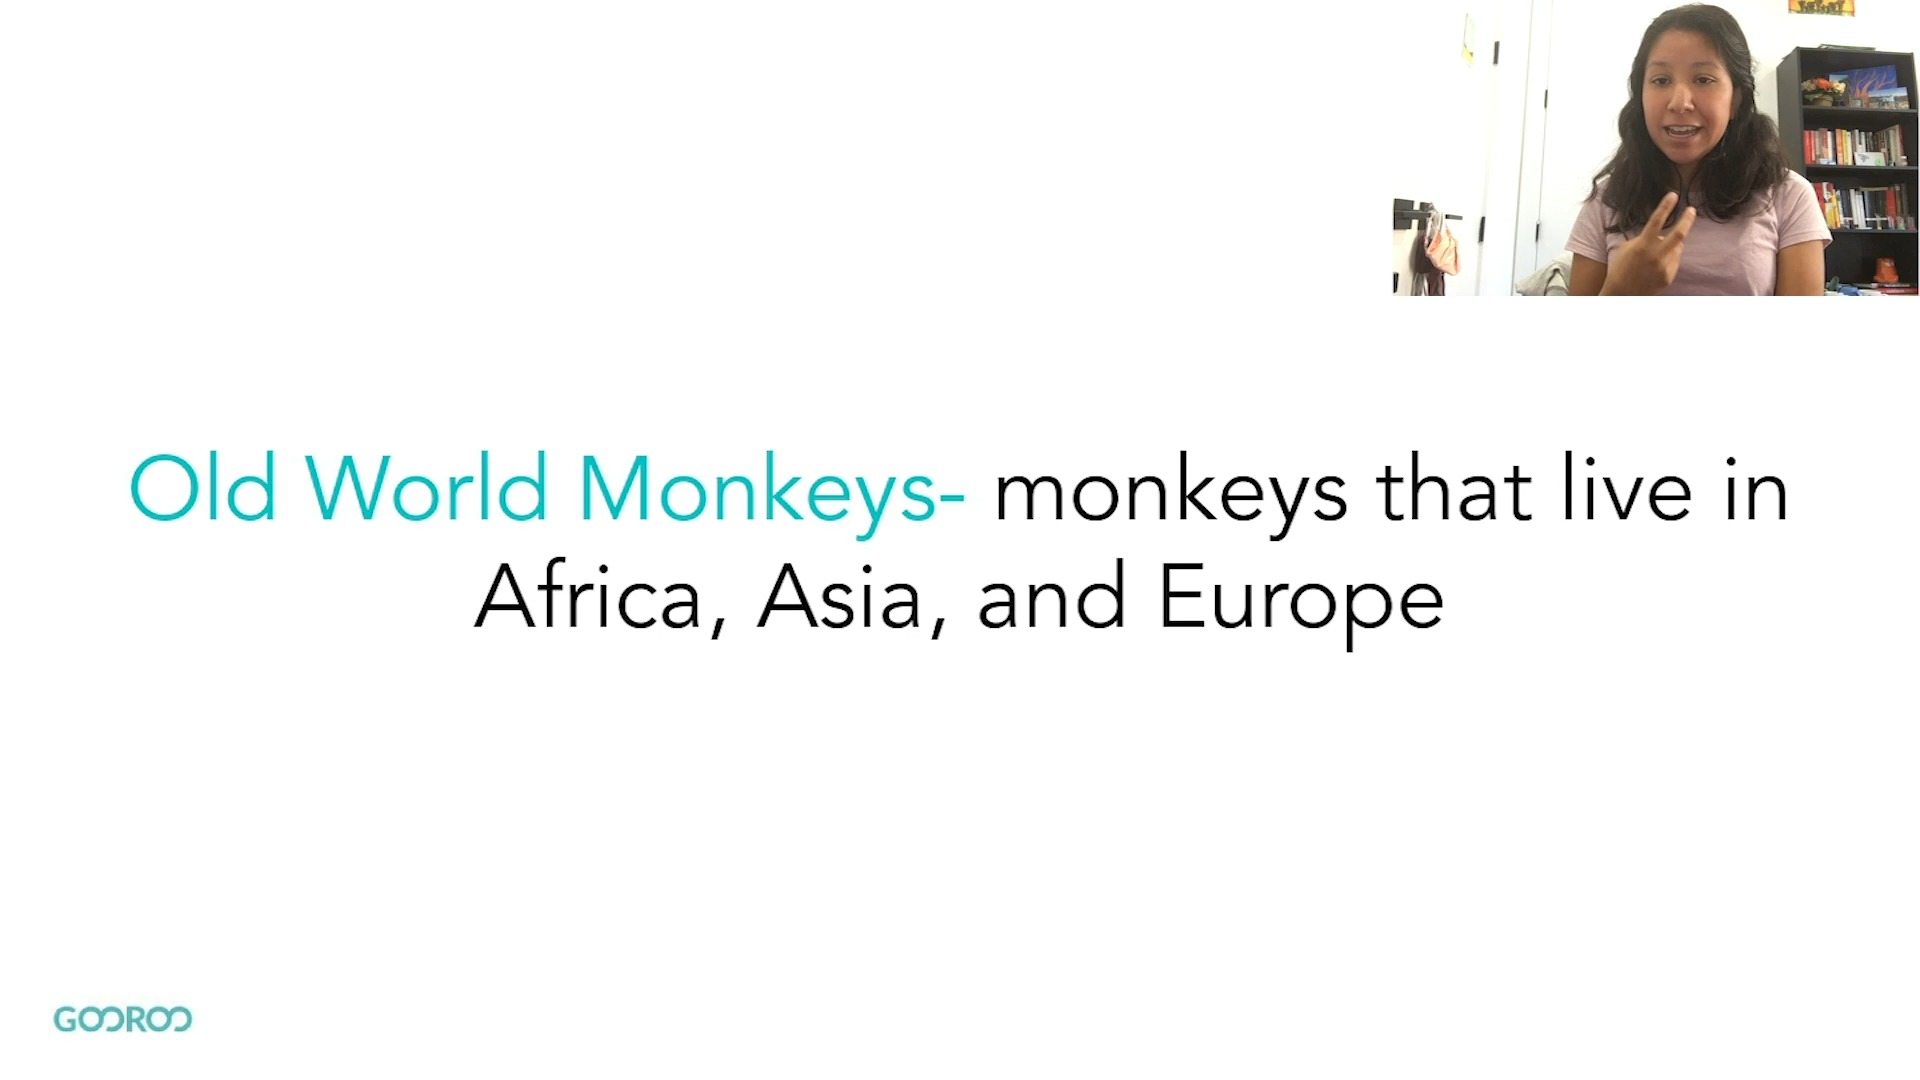 Old World Monkeys- monkeys that live in
Africa, Asia, and Europe
GOOROO